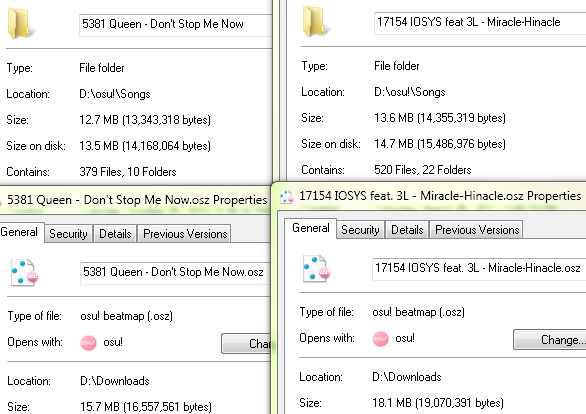 5381 Queen - Don't Stop Me Now
Type: File folder
Location: D:\osu!\Songs
Size: 12.7 MB (13,343,318 bytes)
Size on disk: 13.5 MB (14,168,064 bytes)
Contains: 379 Files, 10 Folders
17154 IOSYS feat 3L - Miracle-Hinacle
Type: File folder
Location: D:\osu!\Songs
Size: 13.6 MB (14,355,319 bytes)
Size on disk: 14.7 MB (15,486,976 bytes)
Contains: 520 Files, 22 Folders
5381 Queen - Don't Stop Me Now.osz Properties
General Security Details Previous Versions
5381 Queen - Don't Stop Me Now.osz
Type of file: osu! beatmap (.osz)
Opens with: osu! osu! Chan
Location: D:\Downloads
Size: 15.7 MB (16,557,561 bytes)
17154 IOSYS feat. 3L - Miracle-Hinacle.osz Properties
General Security Details Previous Versions
17154 IOSYS feat. 3L - Miracle-Hinacle.osz
Type of file: osu! beatmap (.osz)
Opens with: osu! osu! Change...
Location: D:\Downloads
Size: 18.1 MB (19,070,391 bytes)